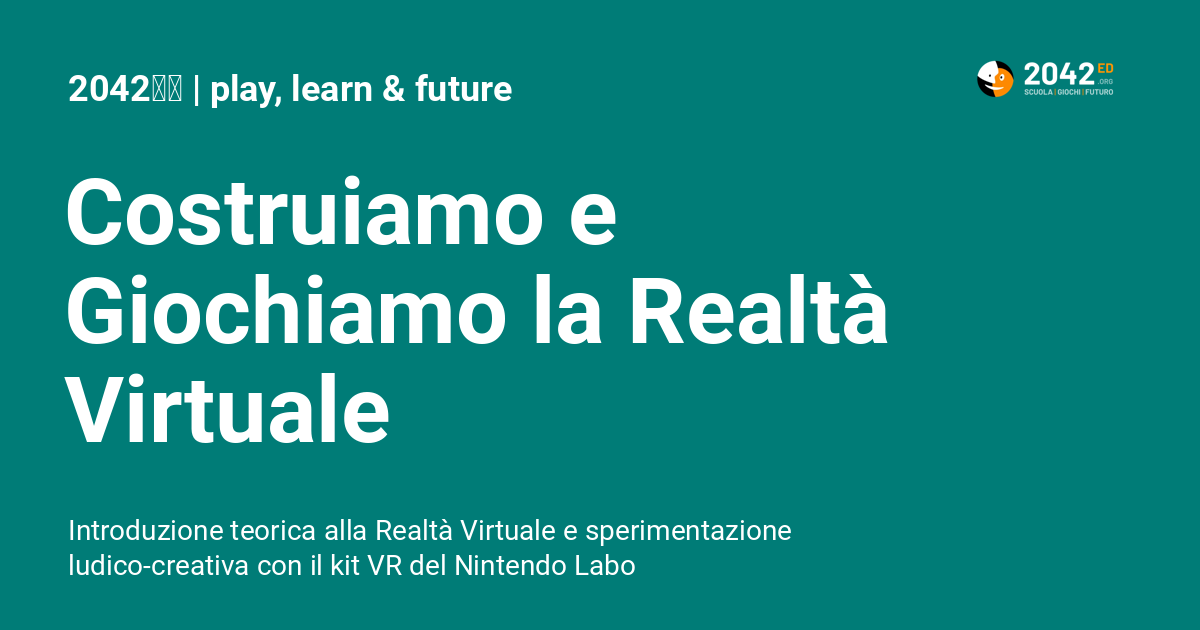 2042 | play, learn & future
2042 ED
.ORG
SCUOLA | GIOCHI | FUTURO
Costruiamo e
Giochiamo la Realtà
Virtuale
Introduzione teorica alla Realtà Virtuale e sperimentazione
ludico-creativa con il kit VR del Nintendo Labo